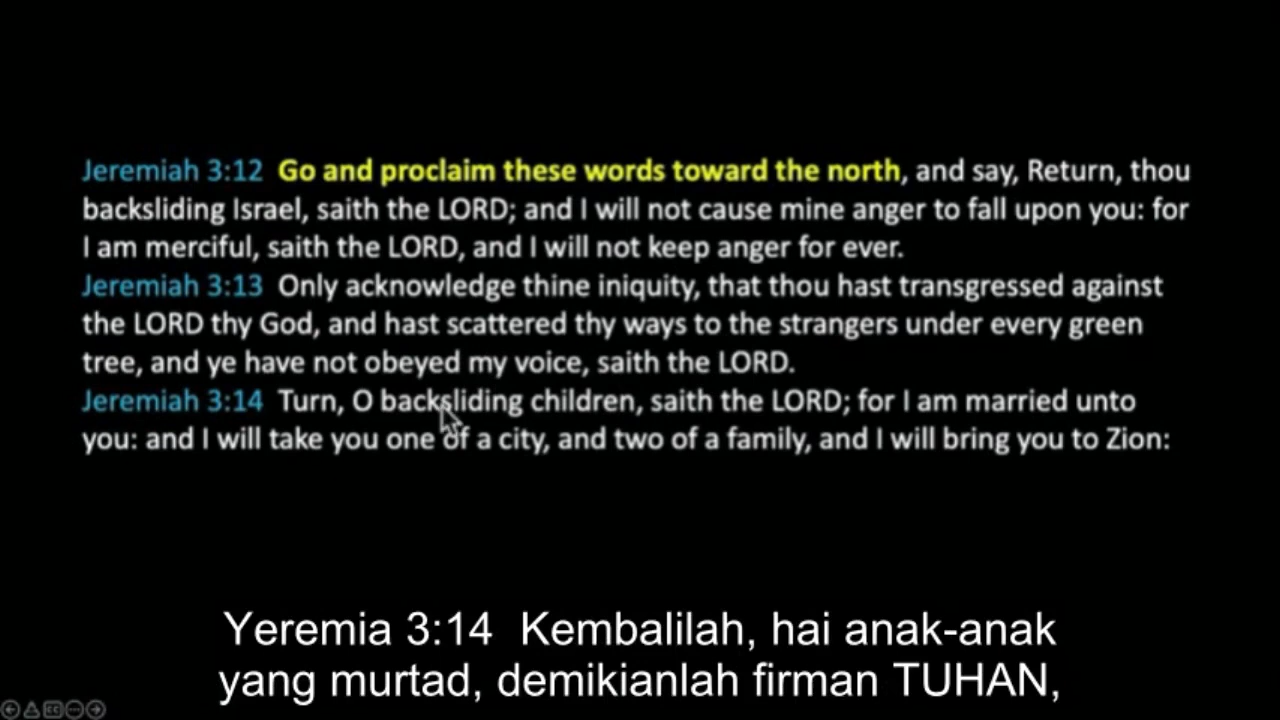 Jeremiah 3:12 Go and proclaim these words toward the north, and say, Return, thou
backsliding Israel, saith the LORD; and I will not cause mine anger to fall upon you: for
I am merciful, saith the LORD, and I will not keep anger for ever.
Jeremiah 3:13 Only acknowledge thine iniquity, that thou hast transgressed against
the LORD thy God, and hast scattered thy ways to the strangers under every green
tree, and ye have not obeyed my voice, saith the LORD.
Jeremiah 3:14 Turn, O backsliding children, saith the LORD; for I am married unto
you: and I will take you one of a city, and two of a family, and I will bring you to Zion:
Yeremia 3:14 Kembalilah, hai anak-anak
yang murtad, demikianlah firman TUHAN,